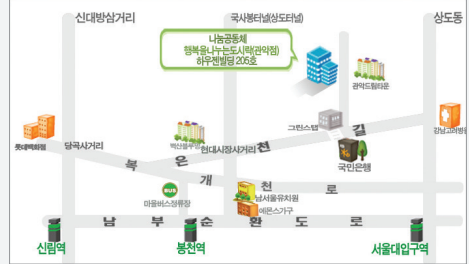 신대방삼거리
국사봉터널(상도터널)
상도동
나눔공동체
행복을나누는도시락(관악점)
하우젠빌딩 205호
관악드림타운
그린스탭
길
강남고려병원
롯데백화점
당곡사거리
벽산블루밍
현대시장사거리
천
은
복
국민은행
개
천
로
BUS
마을버스정류장
남서울유치원
에몬스가구
남 부 순 환 도 로
신림역
봉천역
서울대입구역